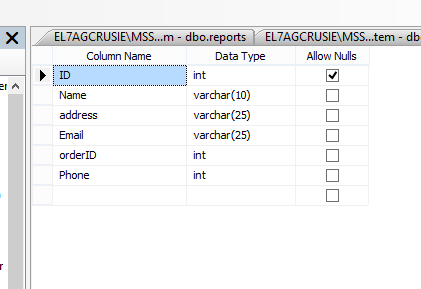 EL7AGCRUSIE\MSS...m - dbo.reports EL7AGCRUSIE\MSS...tem - db
Column Name Data Type Allow Nulls
ID int
Name varchar(10)
address varchar(25)
Email varchar(25)
orderID int
Phone int